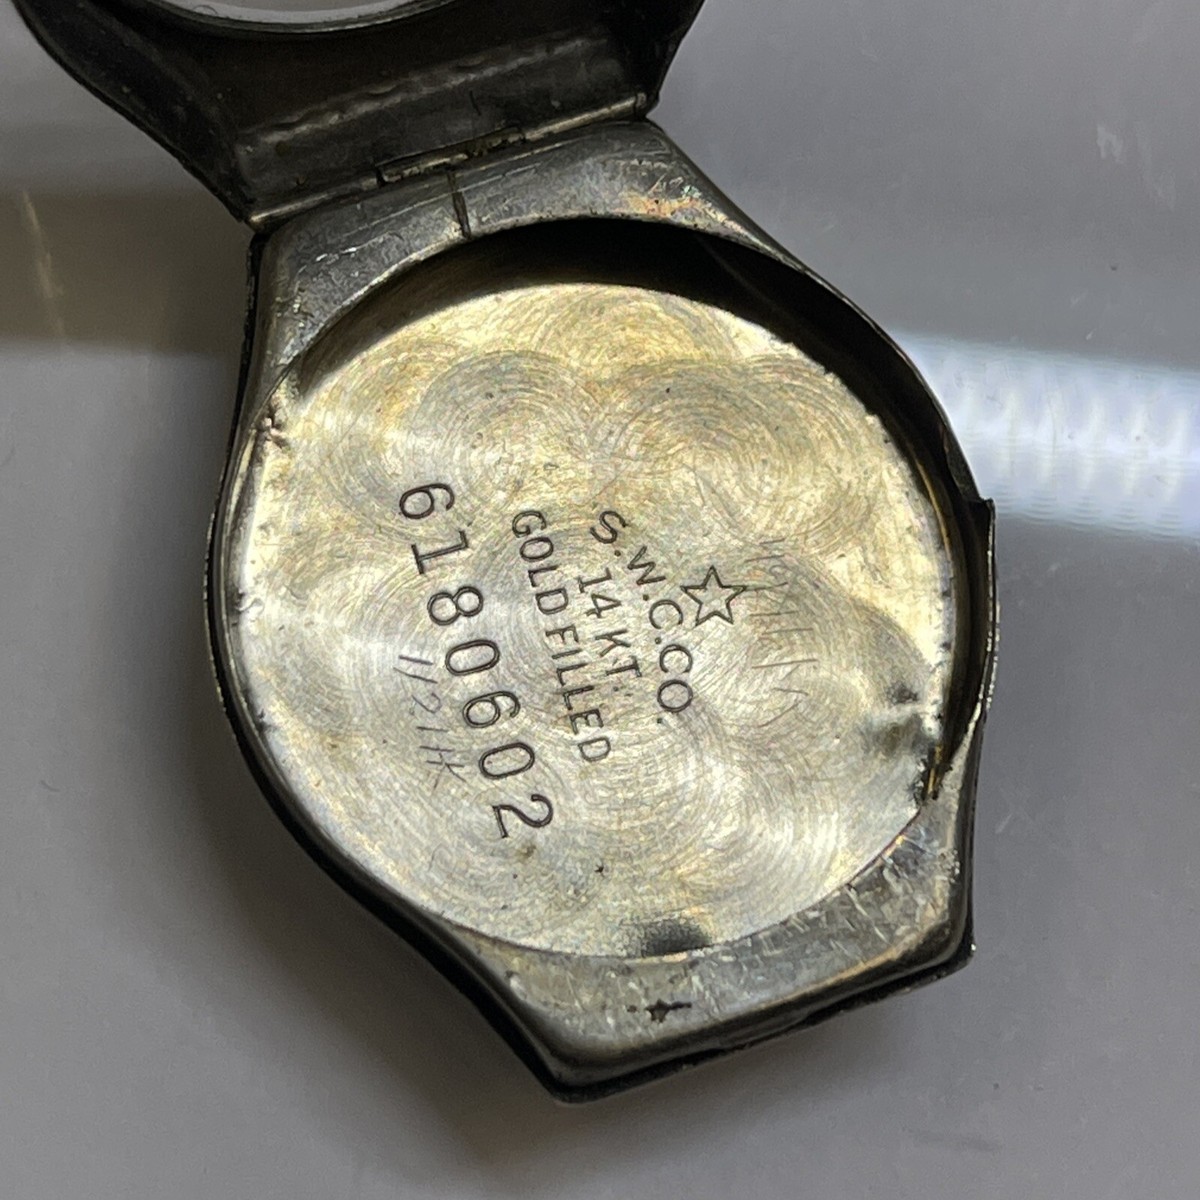 S.W.C.CO.
14 KT.
GOLD FILLED
6180602